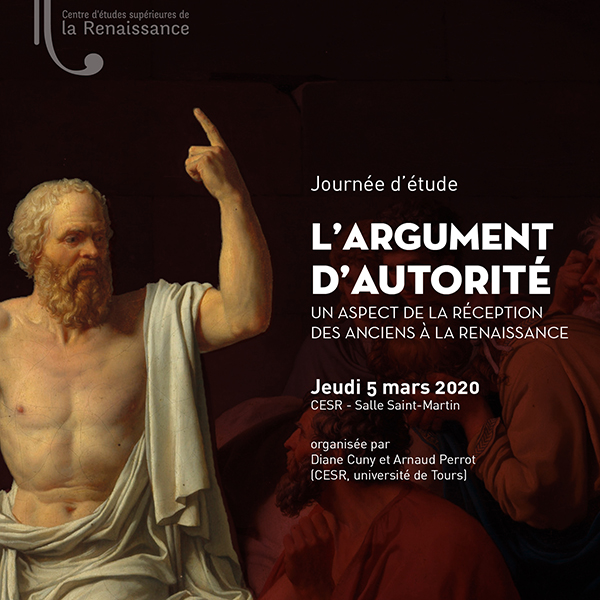 Centre d'études supérieures de
la Renaissance
Journée d'étude
L'ARGUMENT
D'AUTORITÉ
UN ASPECT DE LA RÉCEPTION
DES ANCIENS À LA RENAISSANCE
Jeudi 5 mars 2020
CESR - Salle Saint-Martin
organisée par
Diane Cuny et Arnaud Perrot
(CESR, université de Tours)